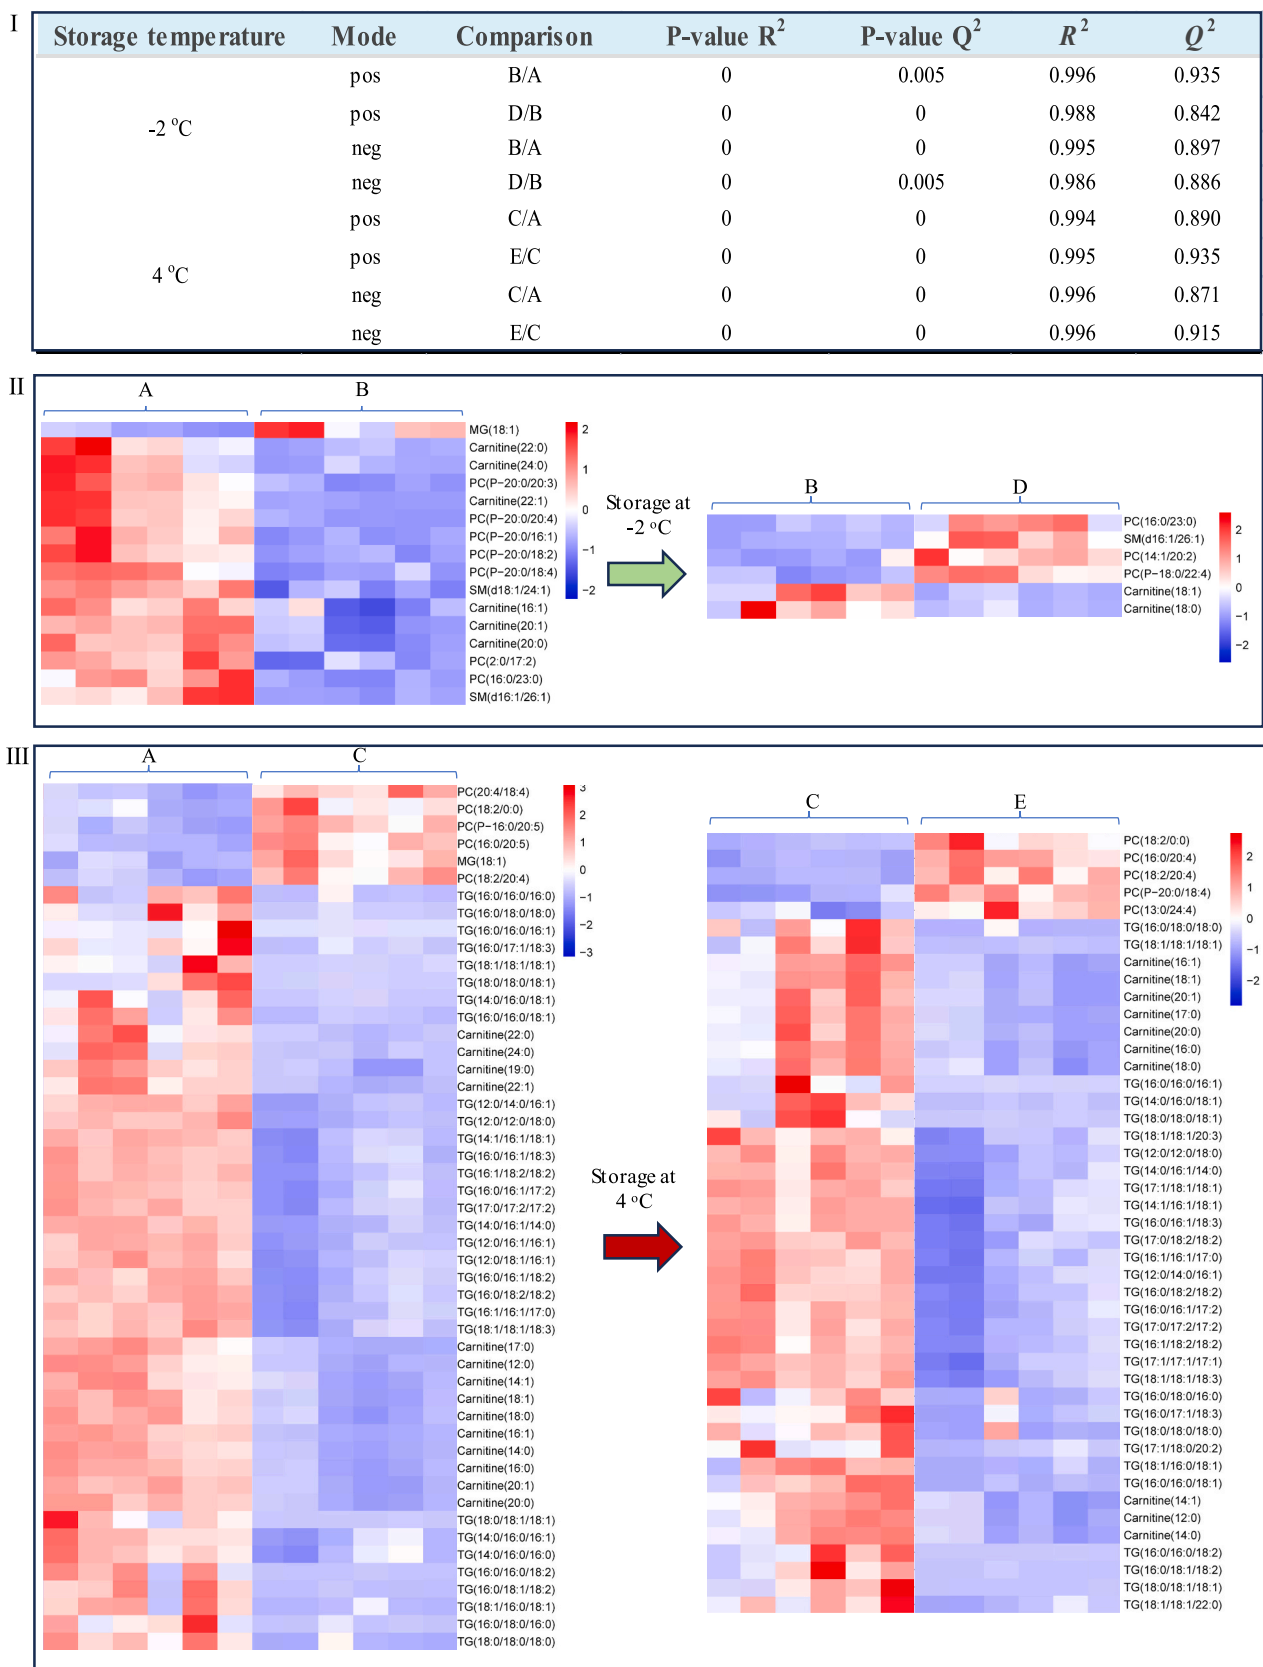 I
Storage temperature Mode Comparison P-value R² P-value Q² R² Q²
-2 °C
pos B/A 0 0.005 0.996 0.935
pos D/B 0 0 0.988 0.842
neg B/A 0 0 0.995 0.897
neg D/B 0 0.005 0.986 0.886
4 °C
pos C/A 0 0 0.994 0.890
pos E/C 0 0 0.995 0.935
neg C/A 0 0 0.996 0.871
neg E/C 0 0 0.996 0.915
II
A B
MG(18:1)
Carnitine(22:0)
Carnitine(24:0)
PC(P−20:0/20:3)
Carnitine(22:1)
PC(P−20:0/20:4)
PC(P−20:0/16:1)
PC(P−20:0/18:2)
PC(P−20:0/18:4)
SM(d18:1/24:1)
Carnitine(16:1)
Carnitine(20:1)
Carnitine(20:0)
PC(2:0/17:2)
PC(16:0/23:0)
SM(d16:1/26:1)
2
1
0
−1
−2
Storage at
-2 °C
B D
PC(16:0/23:0)
SM(d16:1/26:1)
PC(14:1/20:2)
PC(P−18:0/22:4)
Carnitine(18:1)
Carnitine(18:0)
2
1
0
−1
−2
III
A C
PC(20:4/18:4)
PC(18:2/0:0)
PC(P−16:0/20:5)
PC(16:0/20:5)
MG(18:1)
PC(18:2/20:4)
TG(16:0/16:0/16:0)
TG(16:0/18:0/18:0)
TG(16:0/16:0/16:1)
TG(16:0/17:1/18:3)
TG(18:1/18:1/18:1)
TG(18:0/18:0/18:1)
TG(14:0/16:0/18:1)
TG(16:0/16:0/18:1)
Carnitine(22:0)
Carnitine(24:0)
Carnitine(19:0)
Carnitine(22:1)
TG(12:0/14:0/16:1)
TG(12:0/12:0/18:0)
TG(14:1/16:1/18:1)
TG(16:0/16:1/18:3)
TG(16:1/18:2/18:2)
TG(16:0/16:1/17:2)
TG(17:0/17:2/17:2)
TG(14:0/16:1/14:0)
TG(12:0/16:1/16:1)
TG(12:0/18:1/16:1)
TG(16:0/16:1/18:2)
TG(16:0/18:2/18:2)
TG(16:1/16:1/17:0)
TG(18:1/18:1/18:3)
Carnitine(17:0)
Carnitine(12:0)
Carnitine(14:1)
Carnitine(18:1)
Carnitine(18:0)
Carnitine(16:1)
Carnitine(14:0)
Carnitine(16:0)
Carnitine(20:1)
Carnitine(20:0)
TG(18:0/18:1/18:1)
TG(14:0/16:0/16:1)
TG(14:0/16:0/16:0)
TG(16:0/16:0/18:2)
TG(16:0/18:1/18:2)
TG(18:1/16:0/18:1)
TG(16:0/18:0/16:0)
TG(18:0/18:0/18:0)
3
2
1
0
−1
−2
−3
Storage at
4 °C
C E
PC(18:2/0:0)
PC(16:0/20:4)
PC(18:2/20:4)
PC(P−20:0/18:4)
PC(13:0/24:4)
TG(16:0/18:0/18:0)
TG(18:1/18:1/18:1)
Carnitine(16:1)
Carnitine(18:1)
Carnitine(20:1)
Carnitine(17:0)
Carnitine(20:0)
Carnitine(16:0)
Carnitine(18:0)
TG(16:0/16:0/16:1)
TG(14:0/16:0/18:1)
TG(18:0/18:0/18:1)
TG(18:1/18:1/20:3)
TG(12:0/12:0/18:0)
TG(14:0/16:1/14:0)
TG(17:1/18:1/18:1)
TG(14:1/16:1/18:1)
TG(16:0/16:1/18:3)
TG(17:0/18:2/18:2)
TG(16:1/16:1/17:0)
TG(12:0/14:0/16:1)
TG(16:0/18:2/18:2)
TG(16:0/16:1/17:2)
TG(17:0/17:2/17:2)
TG(16:1/18:2/18:2)
TG(17:1/17:1/17:1)
TG(18:1/18:1/18:3)
TG(16:0/18:0/16:0)
TG(16:0/17:1/18:3)
TG(18:0/18:0/18:0)
TG(17:1/18:0/20:2)
TG(18:1/16:0/18:1)
TG(16:0/16:0/18:1)
Carnitine(14:1)
Carnitine(12:0)
Carnitine(14:0)
TG(16:0/16:0/18:2)
TG(16:0/18:1/18:2)
TG(18:0/18:1/18:1)
TG(18:1/18:1/22:0)
2
1
0
−1
−2